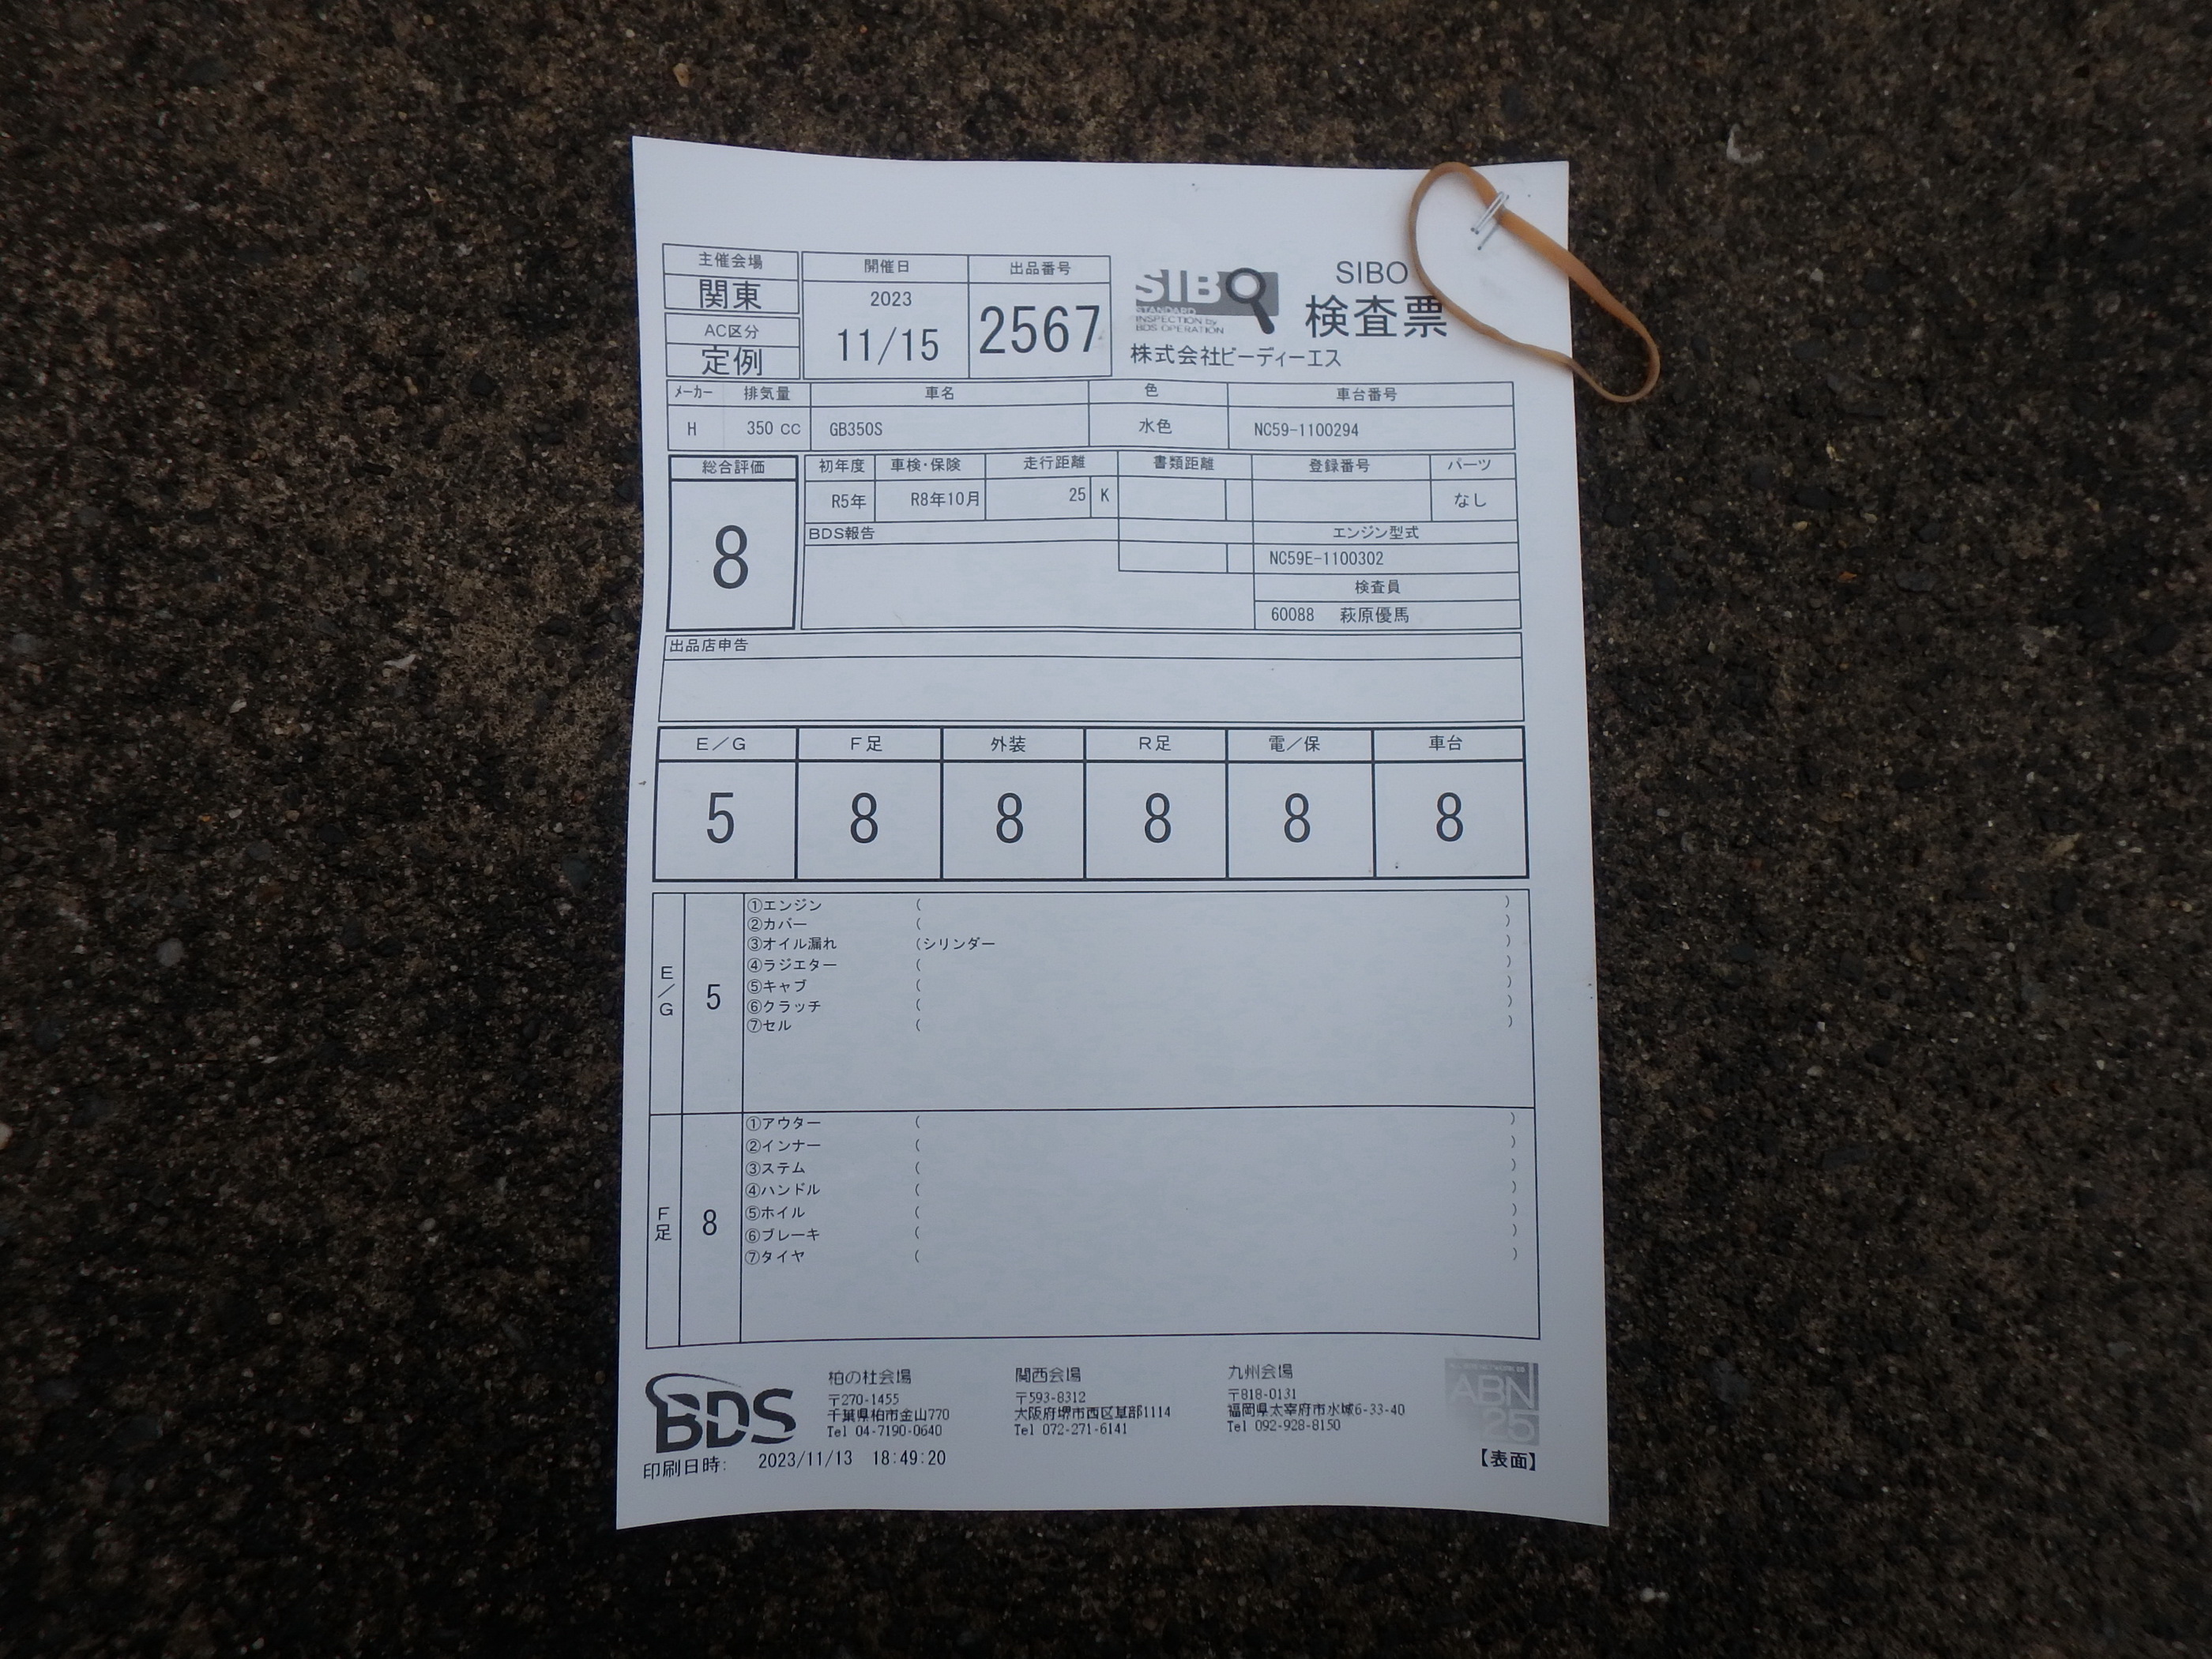 主催会場 開催日 出品番号
関東 2023 11/15 2567
AC区分
定例
SIBO
STANDARD
INSPECTION by
BDS OPERATION
SIBO
検査票
株式会社ビーディーエス
メーカー 排気量 車名 色 車台番号
H 350 cc GB350S 水色 NC59-1100294
総合評価 初年度 車検・保険 走行距離 書類距離 登録番号 パーツ
8 R5年 R8年10月 25 K なし
BDS報告 エンジン型式
NC59E-1100302
検査員
60088 萩原優馬
出品店申告
E/G F足 外装 R足 電/保 車台
5 8 8 8 8 8
E/G 5
①エンジン ( )
②カバー ( )
③オイル漏れ (シリンダー )
④ラジエター ( )
⑤キャブ ( )
⑥クラッチ ( )
⑦セル ( )
F足 8
①アウター ( )
②インナー ( )
③ステム ( )
④ハンドル ( )
⑤ホイル ( )
⑥ブレーキ ( )
⑦タイヤ ( )
BDS
柏の杜会場
〒270-1455
千葉県柏市金山770
Tel 04-7190-0640
関西会場
〒593-8312
大阪府堺市西区草部1114
Tel 072-271-6141
九州会場
〒818-0131
福岡県太宰府市水城6-33-40
Tel 092-928-8150
ABN
25
印刷日時: 2023/11/13 18:49:20
【表面】